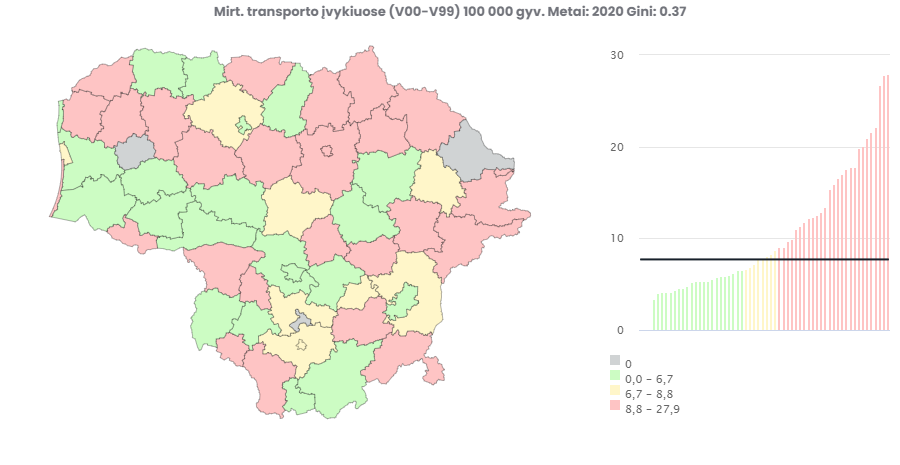 Mirt. transporto įvykiuose (V00-V99) 100 000 gyv. Metai: 2020 Gini: 0.37
30
20
10
0
0
0,0 – 6,7
6,7 – 8,8
8,8 – 27,9